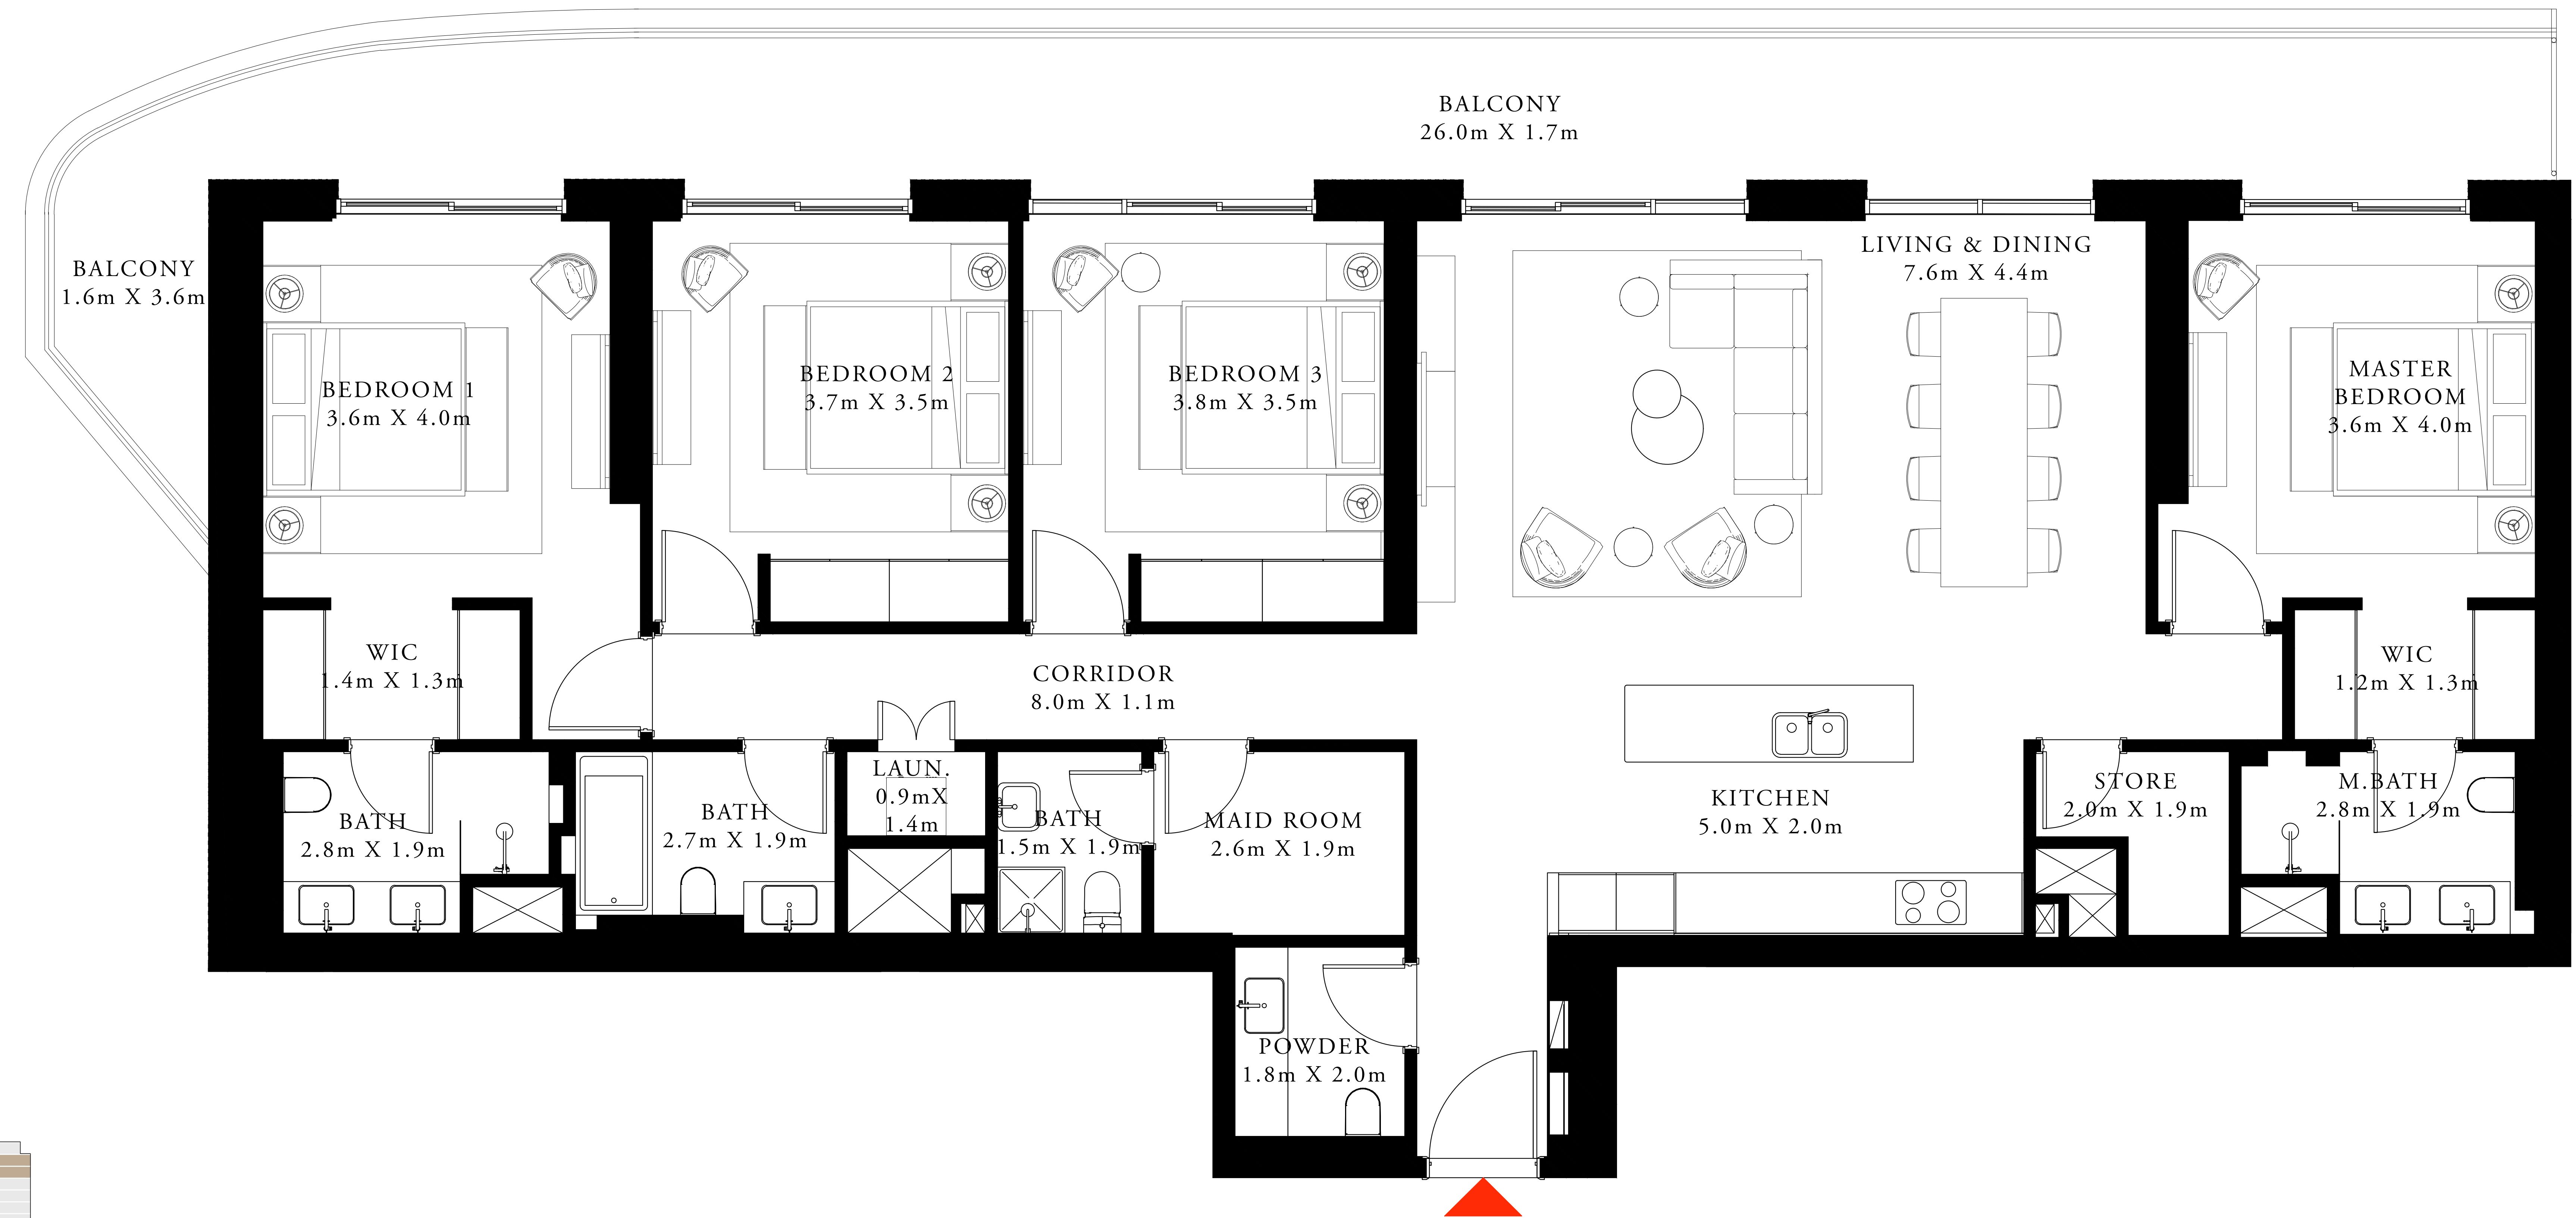 BALCONY
26.0m X 1.7m
BALCONY
1.6m X 3.6m
LIVING & DINING
7.6m X 4.4m
BEDROOM 1
3.6m X 4.0m
BEDROOM 2
3.7m X 3.5m
BEDROOM 3
3.8m X 3.5m
MASTER
BEDROOM
3.6m X 4.0m
WIC
1.4m X 1.3m
CORRIDOR
8.0m X 1.1m
WIC
1.2m X 1.3m
BATH
2.8m X 1.9m
BATH
2.7m X 1.9m
LAUN.
0.9mX
1.4m
BATH
1.5m X 1.9m
MAID ROOM
2.6m X 1.9m
KITCHEN
5.0m X 2.0m
STORE
2.0m X 1.9m
M.BATH
2.8m X 1.9m
POWDER
1.8m X 2.0m